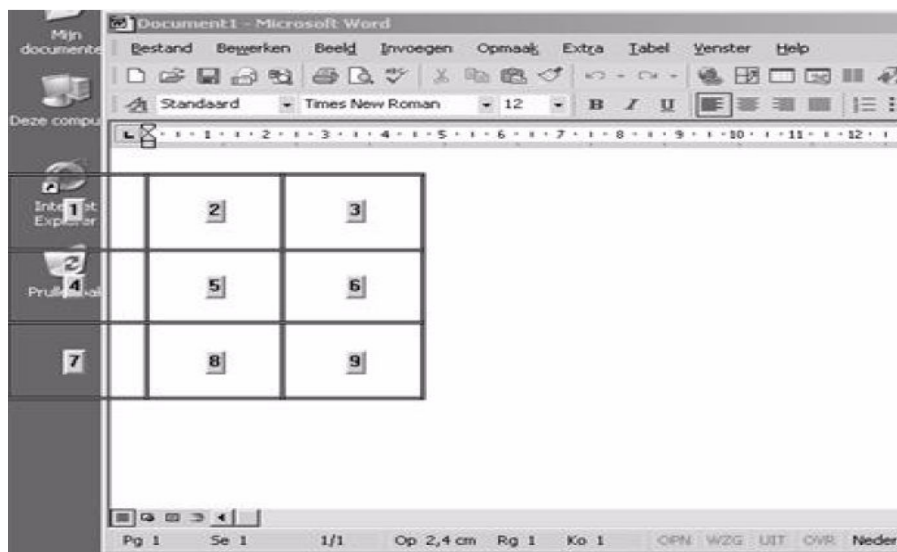 Document1 - Microsoft Word
Mijn documente
Bestand Bewerken Beeld Invoegen Opmaak Extra Tabel Venster Help
Standaard Times New Roman 12 B I U
Deze compu
1 2 3 4 5 6 7 8 9 10 11 12
Internet Explorer
1 2 3
Prullenbak
4 5 6
7 8 9
Pg 1 Se 1 1/1 Op 2,4 cm Rg 1 Ko 1 OPN WZG UIT OVR Neder